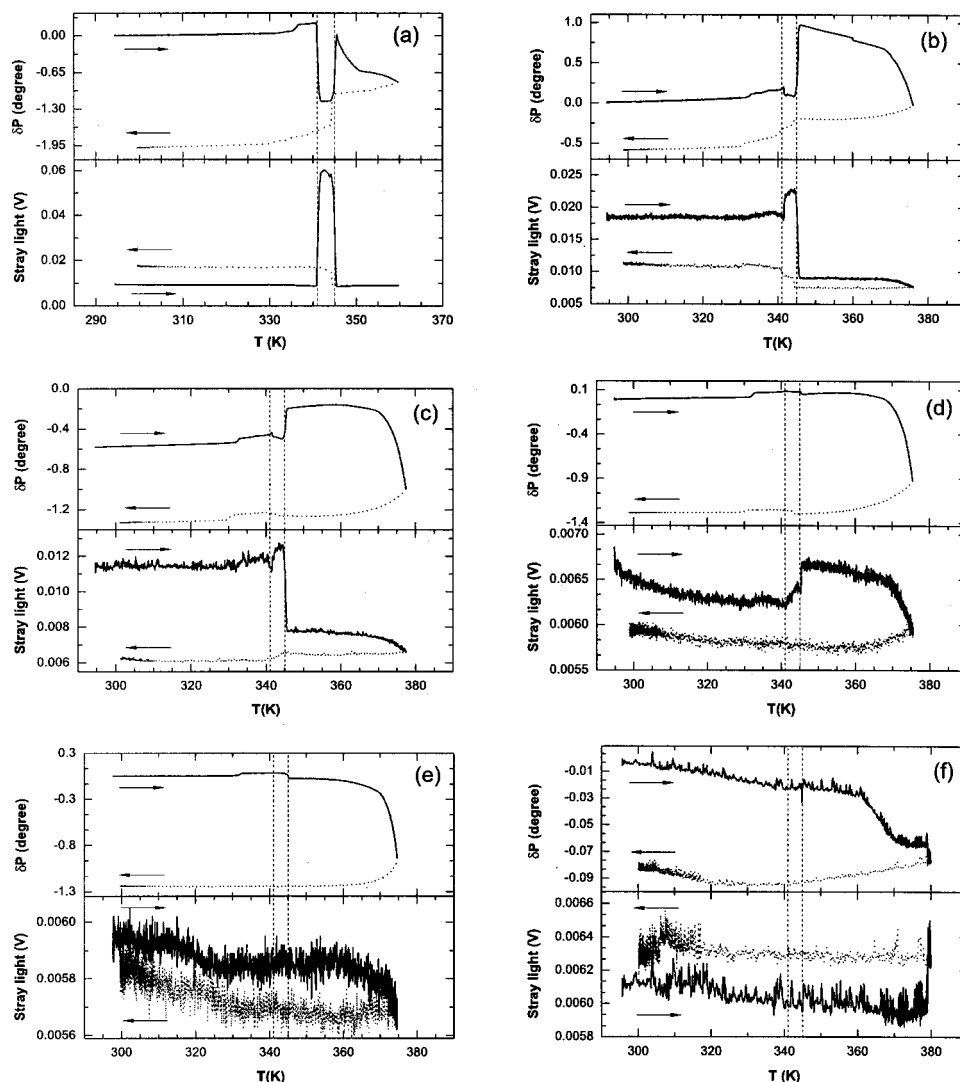 (a)
δP (degree)
0.00
-0.65
-1.30
-1.95
Stray light (V)
0.06
0.04
0.02
0.00
290 300 310 320 330 340 350 360 370
T (K)
(b)
δP (degree)
1.0
0.5
0.0
-0.5
Stray light (V)
0.025
0.020
0.015
0.010
0.005
300 320 340 360 380
T(K)
(c)
δP (degree)
0.0
-0.4
-0.8
-1.2
Stray light (V)
0.012
0.009
0.006
300 320 340 360 380
T(K)
(d)
δP (degree)
0.1
-0.4
-0.9
-1.4
Stray light (V)
0.0070
0.0065
0.0060
0.0055
300 320 340 360 380
T(K)
(e)
δP (degree)
0.3
-0.3
-0.8
-1.3
Stray light (V)
0.0060
0.0058
0.0056
300 320 340 360 380
T(K)
(f)
δP (degree)
-0.01
-0.03
-0.05
-0.07
-0.09
Stray light (V)
0.0066
0.0064
0.0062
0.0060
0.0058
300 320 340 360 380
T(K)